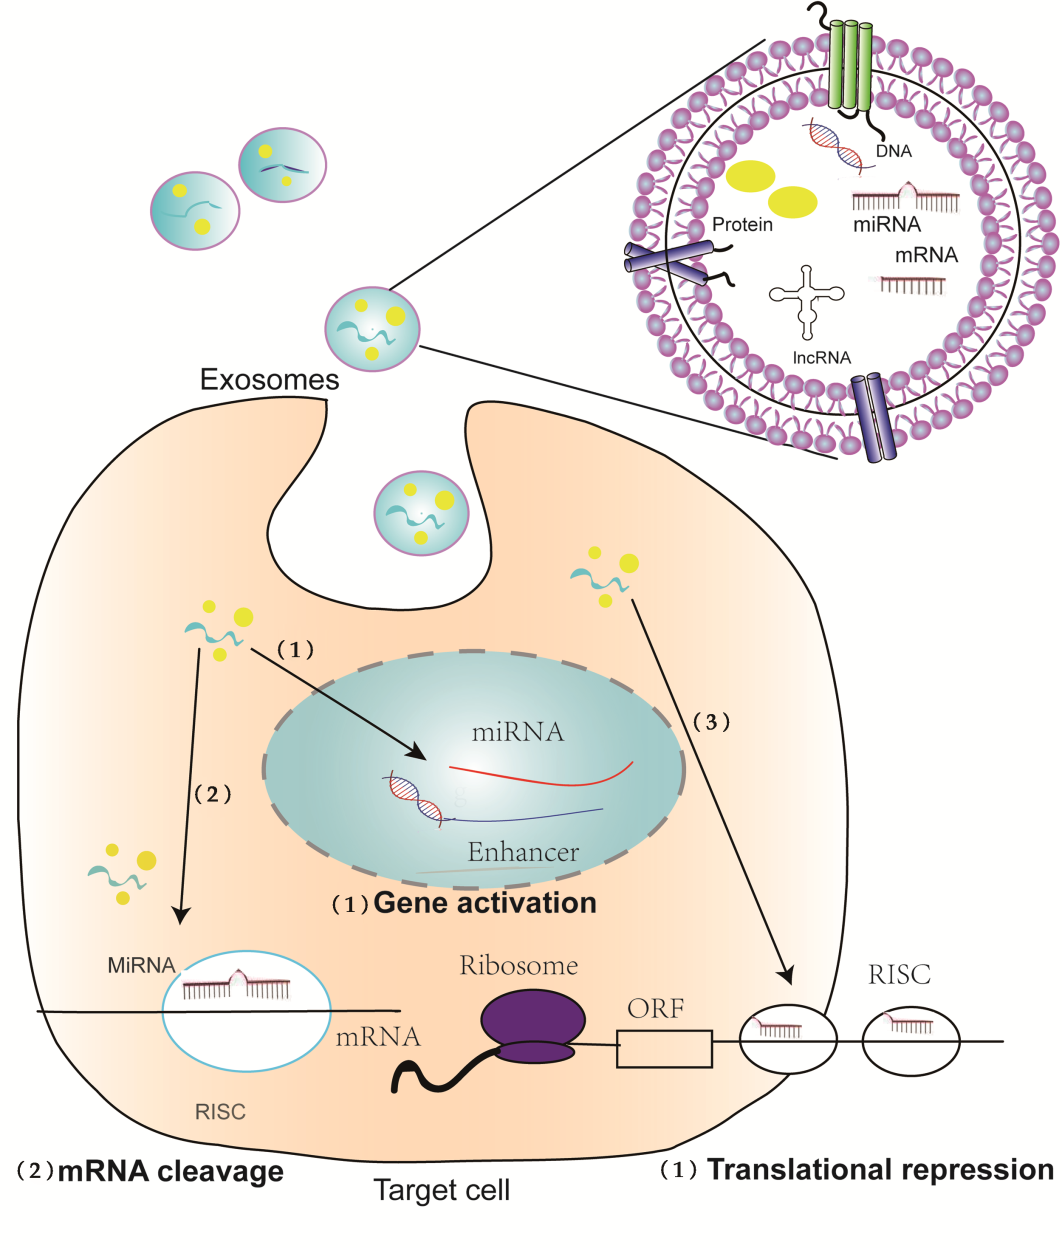 DNA
miRNA
Protein
mRNA
lncRNA
Exosomes
(1)
(3)
miRNA
(2)
Enhancer
(1) Gene activation
MiRNA
Ribosome
RISC
ORF
mRNA
RISC
(2) mRNA cleavage
(1) Translational repression
Target cell